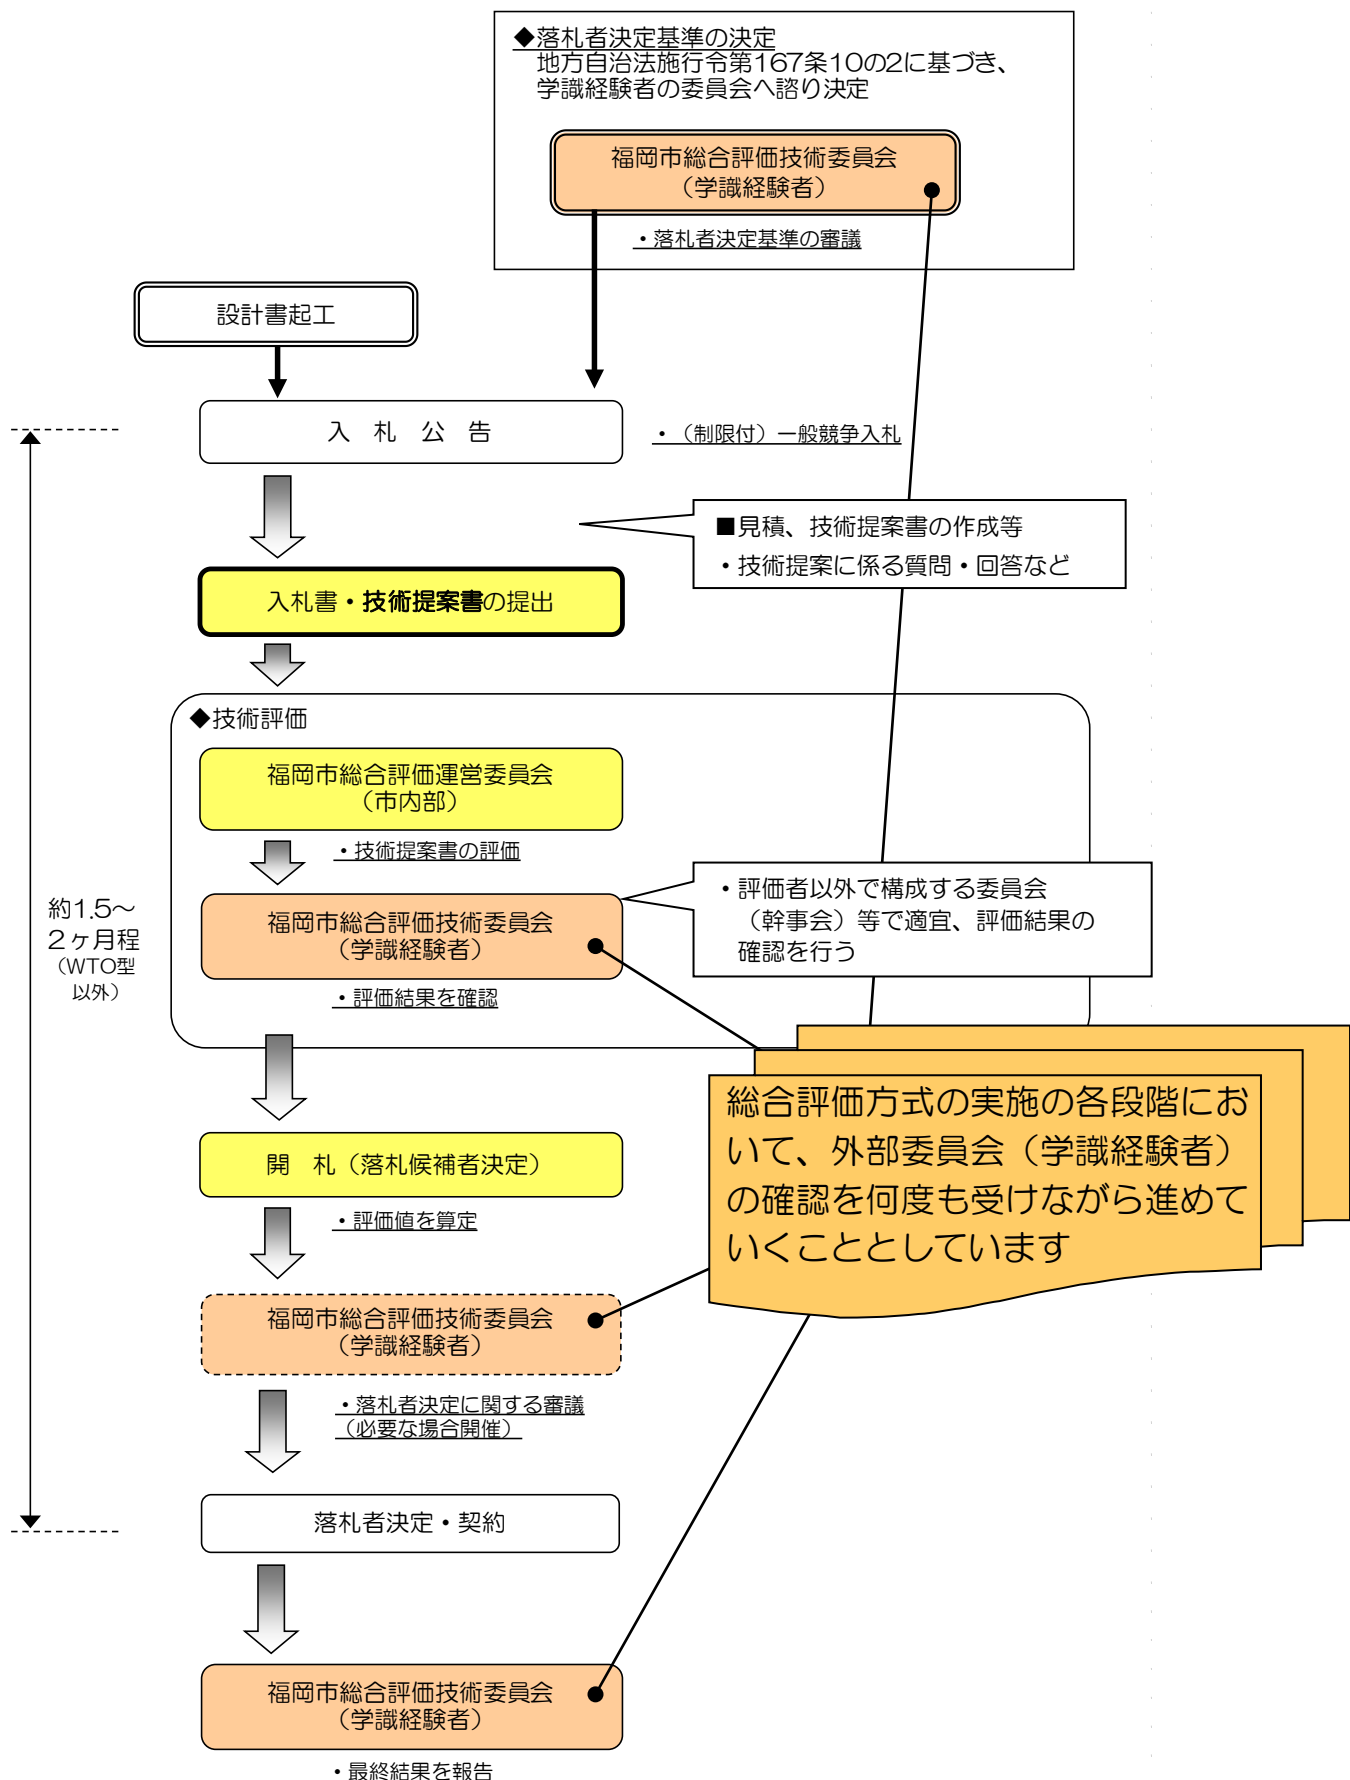 ◆落札者決定基準の決定
地方自治法施行令第167条10の2に基づき、
学識経験者の委員会へ諮り決定
福岡市総合評価技術委員会
（学識経験者）
・落札者決定基準の審議
設計書起工
入　札　公　告
・（制限付）一般競争入札
■見積、技術提案書の作成等
・技術提案に係る質問・回答など
入札書・技術提案書の提出
◆技術評価
福岡市総合評価運営委員会
（市内部）
・技術提案書の評価
・評価者以外で構成する委員会
（幹事会）等で適宜、評価結果の
確認を行う
福岡市総合評価技術委員会
（学識経験者）
・評価結果を確認
約1.5～
２ヶ月程
（WTO型
以外）
総合評価方式の実施の各段階にお
いて、外部委員会（学識経験者）
の確認を何度も受けながら進めて
いくこととしています
開　札（落札候補者決定）
・評価値を算定
福岡市総合評価技術委員会
（学識経験者）
・落札者決定に関する審議
（必要な場合開催）
落札者決定・契約
福岡市総合評価技術委員会
（学識経験者）
・最終結果を報告